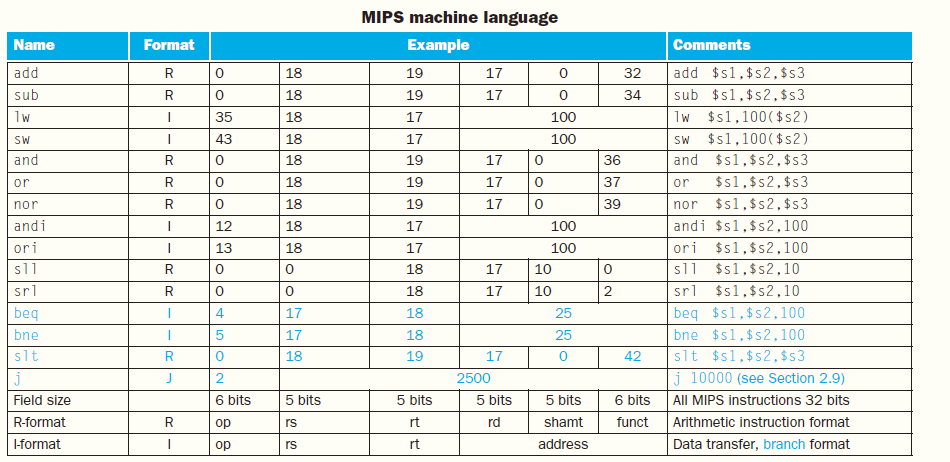 MIPS machine language
Name Format Example Comments
add R 0 18 19 17 0 32 add $s1,$s2,$s3
sub R 0 18 19 17 0 34 sub $s1,$s2,$s3
lw I 35 18 17 100 lw $s1,100($s2)
sw I 43 18 17 100 sw $s1,100($s2)
and R 0 18 19 17 0 36 and $s1,$s2,$s3
or R 0 18 19 17 0 37 or $s1,$s2,$s3
nor R 0 18 19 17 0 39 nor $s1,$s2,$s3
andi I 12 18 17 100 andi $s1,$s2,100
ori I 13 18 17 100 ori $s1,$s2,100
sll R 0 0 18 17 10 0 sll $s1,$s2,10
srl R 0 0 18 17 10 2 srl $s1,$s2,10
beq I 4 17 18 25 beq $s1,$s2,100
bne I 5 17 18 25 bne $s1,$s2,100
slt R 0 18 19 17 0 42 slt $s1,$s2,$s3
j J 2 2500 j 10000 (see Section 2.9)
Field size 6 bits 5 bits 5 bits 5 bits 5 bits 6 bits All MIPS instructions 32 bits
R-format R op rs rt rd shamt funct Arithmetic instruction format
I-format I op rs rt address Data transfer, branch format